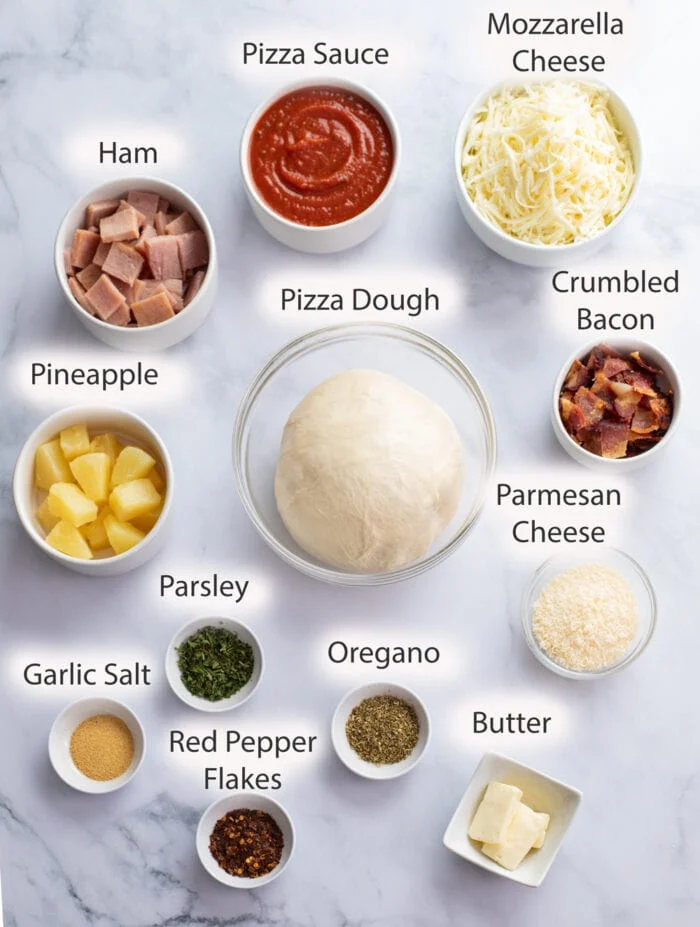 Mozzarella
Cheese
Pizza Sauce
Ham
Crumbled
Bacon
Pizza Dough
Pineapple
Parmesan
Cheese
Parsley
Oregano
Garlic Salt
Butter
Red Pepper
Flakes